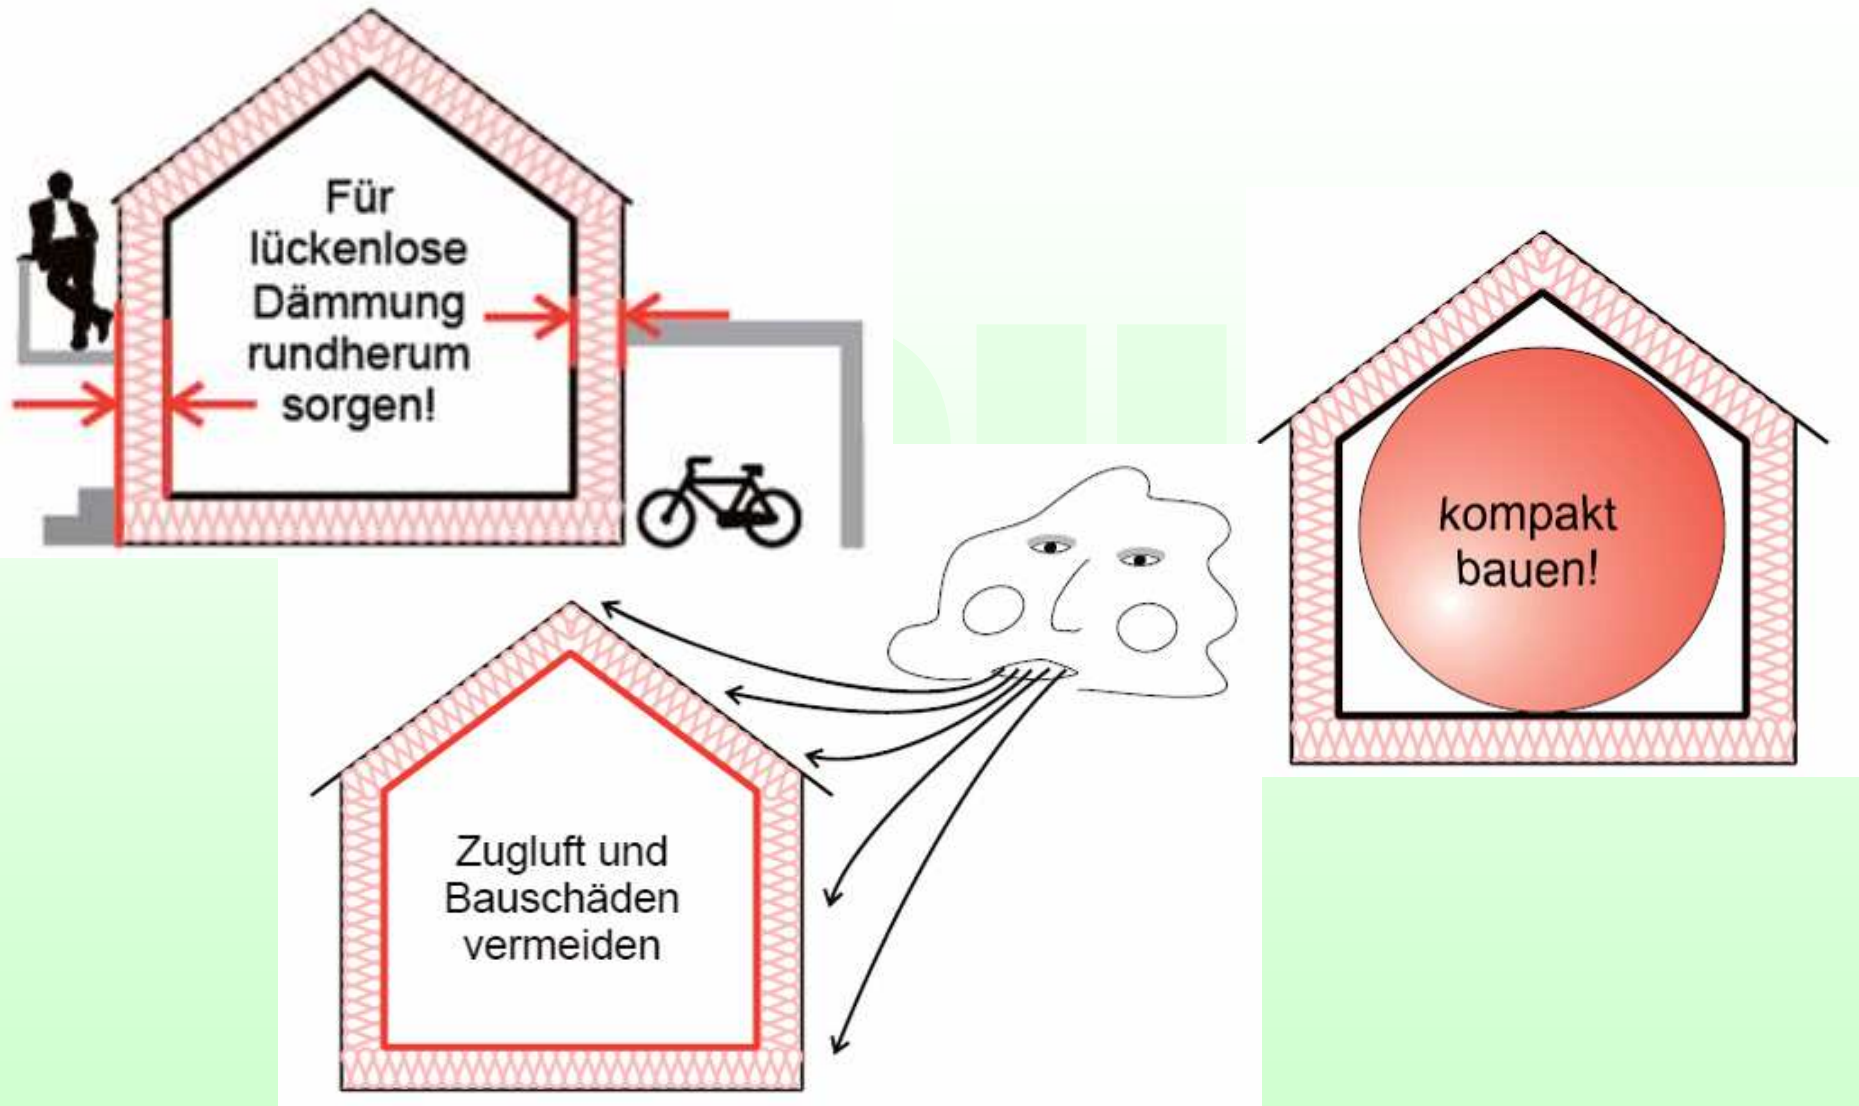 Für
lückenlose
Dämmung
rundherum
sorgen!
kompakt
bauen!
Zugluft und
Bauschäden
vermeiden